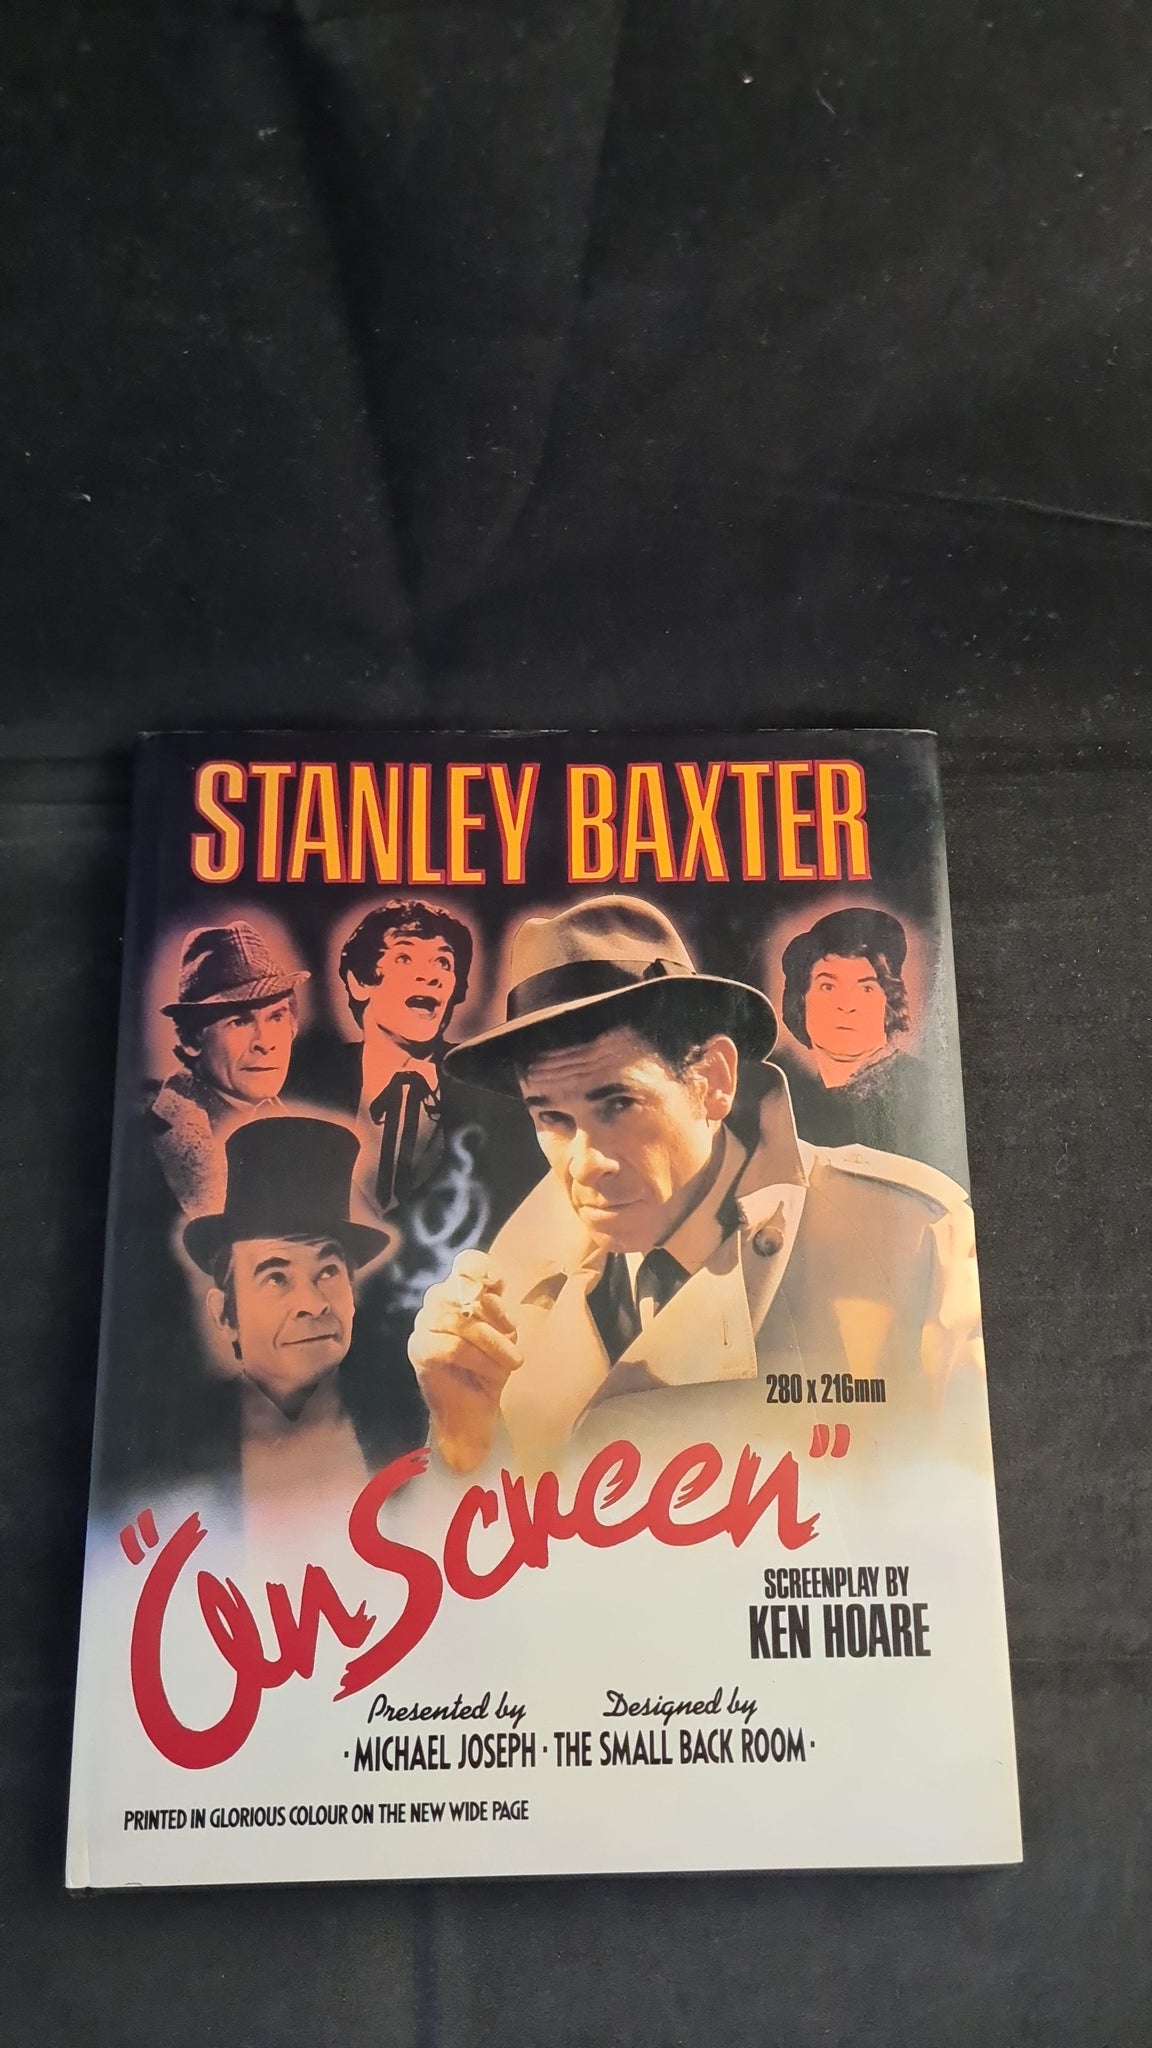 STANLEY BAXTER
280 x 216mm
"On Screen"
SCREENPLAY BY
KEN HOARE
Presented by Designed by
· MICHAEL JOSEPH · THE SMALL BACK ROOM ·
PRINTED IN GLORIOUS COLOUR ON THE NEW WIDE PAGE